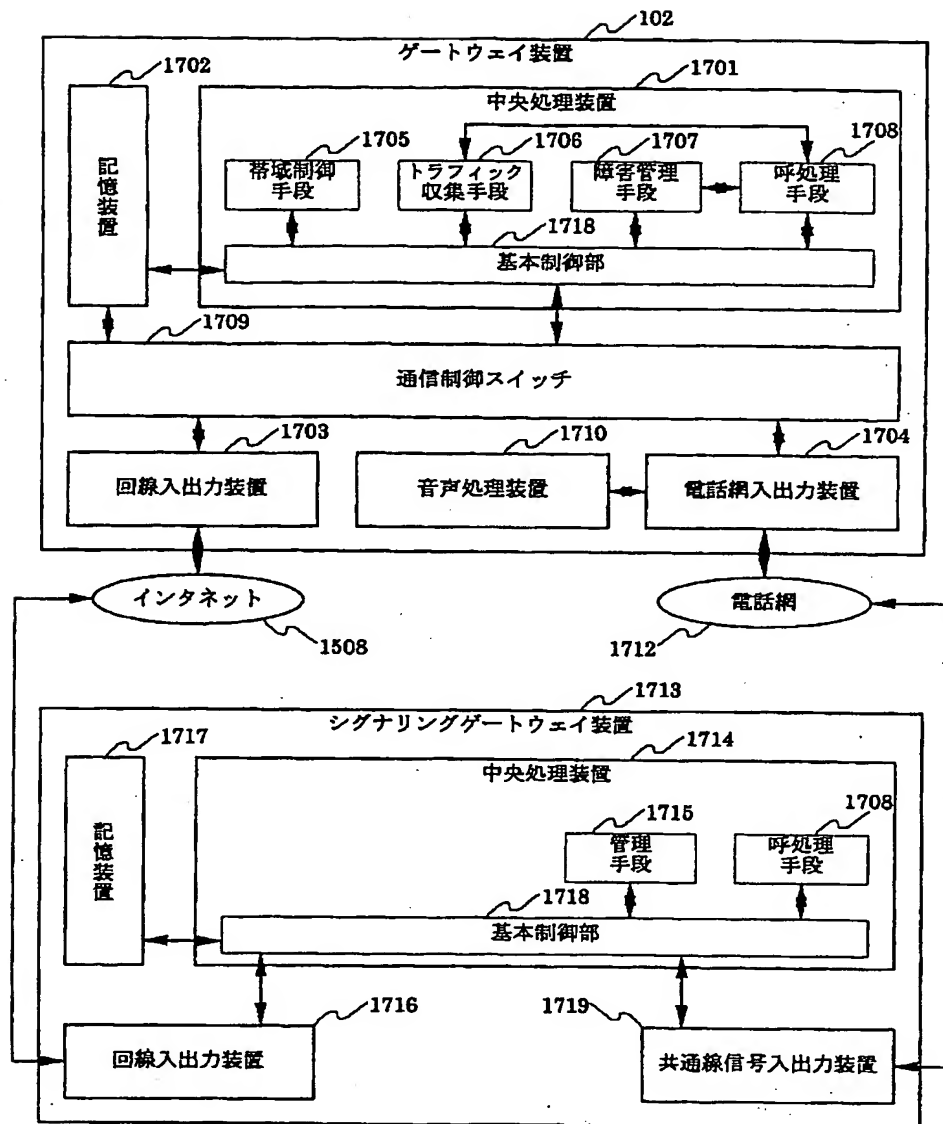 102
ゲートウェイ装置
1702
1701
中央処理装置
記憶装置
1705
帯域制御
手段
1706
トラフィック
収集手段
1707
障害管理
手段
1708
呼処理
手段
1718
基本制御部
1709
通信制御スイッチ
1703
回線入出力装置
1710
音声処理装置
1704
電話網入出力装置
インタネット
1508
電話網
1712
1713
シグナリングゲートウェイ装置
1717
1714
中央処理装置
記憶装置
1715
管理
手段
1708
呼処理
手段
1718
基本制御部
1716
回線入出力装置
1719
共通線信号入出力装置